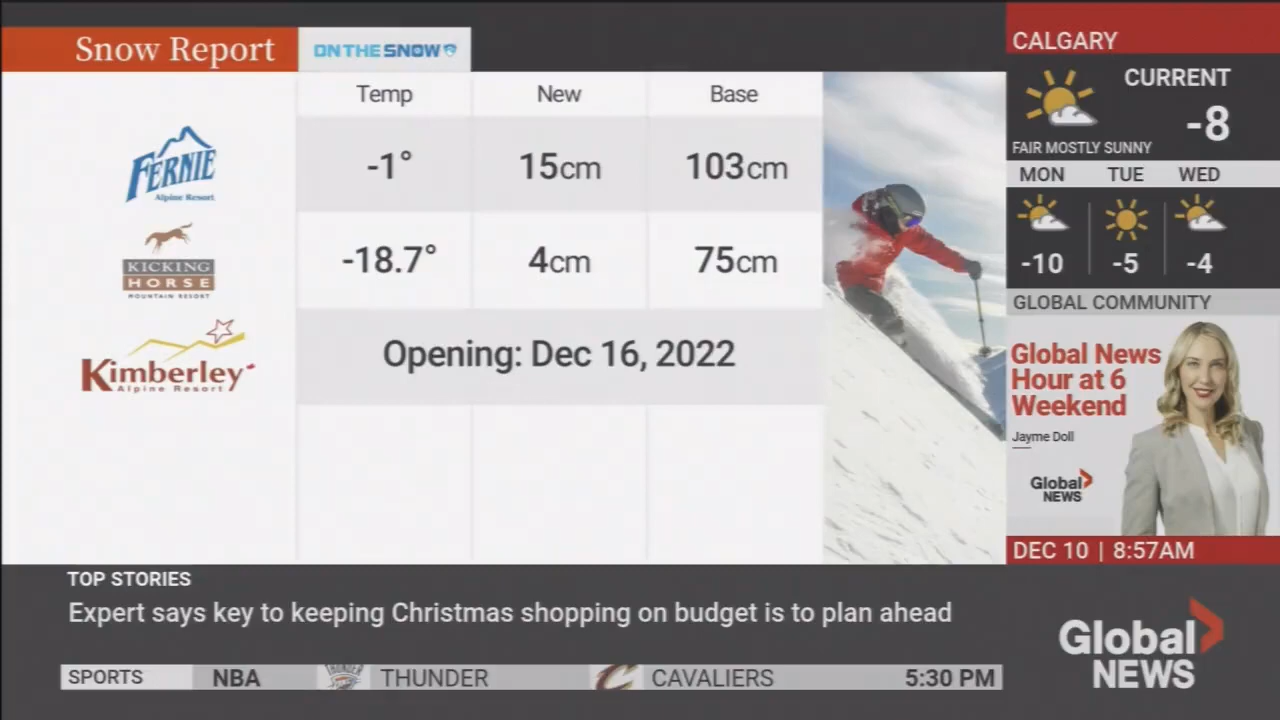 Snow Report
ONTHESNOW
Temp New Base
FERNIE
Alpine Resort
-1° 15cm 103cm
KICKING
HORSE
MOUNTAIN RESORT
-18.7° 4cm 75cm
Kimberley
Alpine Resort
Opening: Dec 16, 2022
CALGARY
CURRENT
-8
FAIR MOSTLY SUNNY
MON TUE WED
-10 -5 -4
GLOBAL COMMUNITY
Global News
Hour at 6
Weekend
Jayme Doll
Global
NEWS
DEC 10 | 8:57AM
TOP STORIES
Expert says key to keeping Christmas shopping on budget is to plan ahead
SPORTS NBA THUNDER CAVALIERS 5:30 PM
Global
NEWS